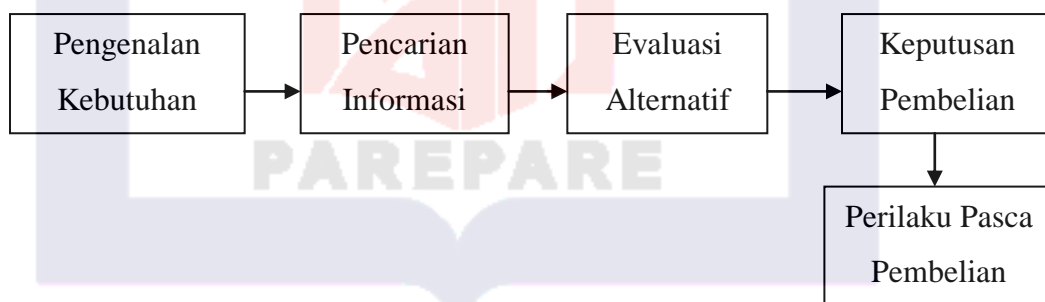 Pengenalan
Kebutuhan
Pencarian
Informasi
Evaluasi
Alternatif
Keputusan
Pembelian
PAREPARE
Perilaku Pasca
Pembelian